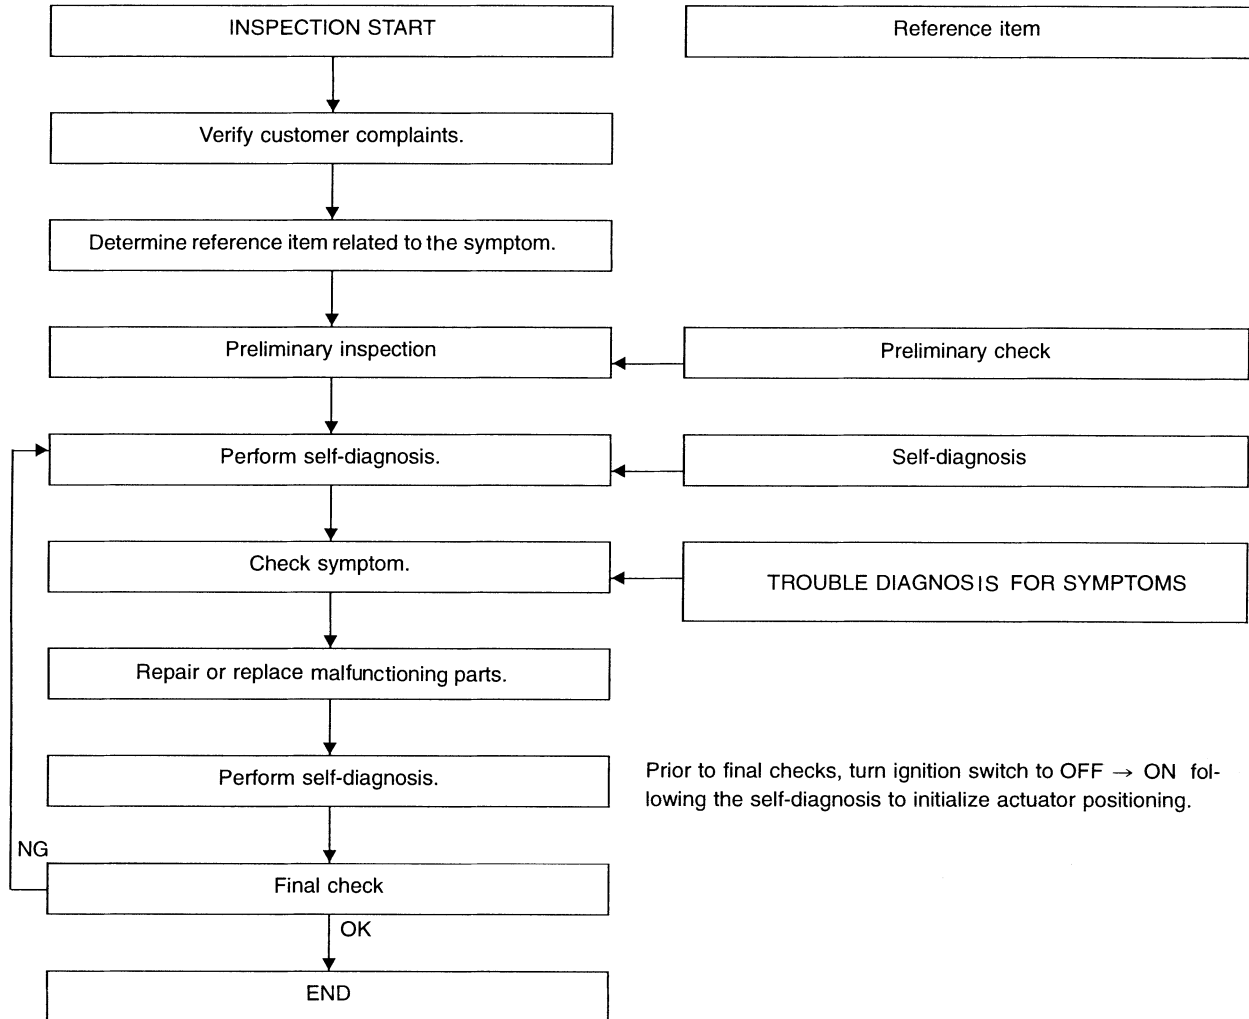 INSPECTION START
Reference item
Verify customer complaints.
Determine reference item related to the symptom.
Preliminary inspection
Preliminary check
Perform self-diagnosis.
Self-diagnosis
Check symptom.
TROUBLE DIAGNOSIS FOR SYMPTOMS
Repair or replace malfunctioning parts.
Perform self-diagnosis.
Prior to final checks, turn ignition switch to OFF → ON fol-
lowing the self-diagnosis to initialize actuator positioning.
NG
Final check
OK
END